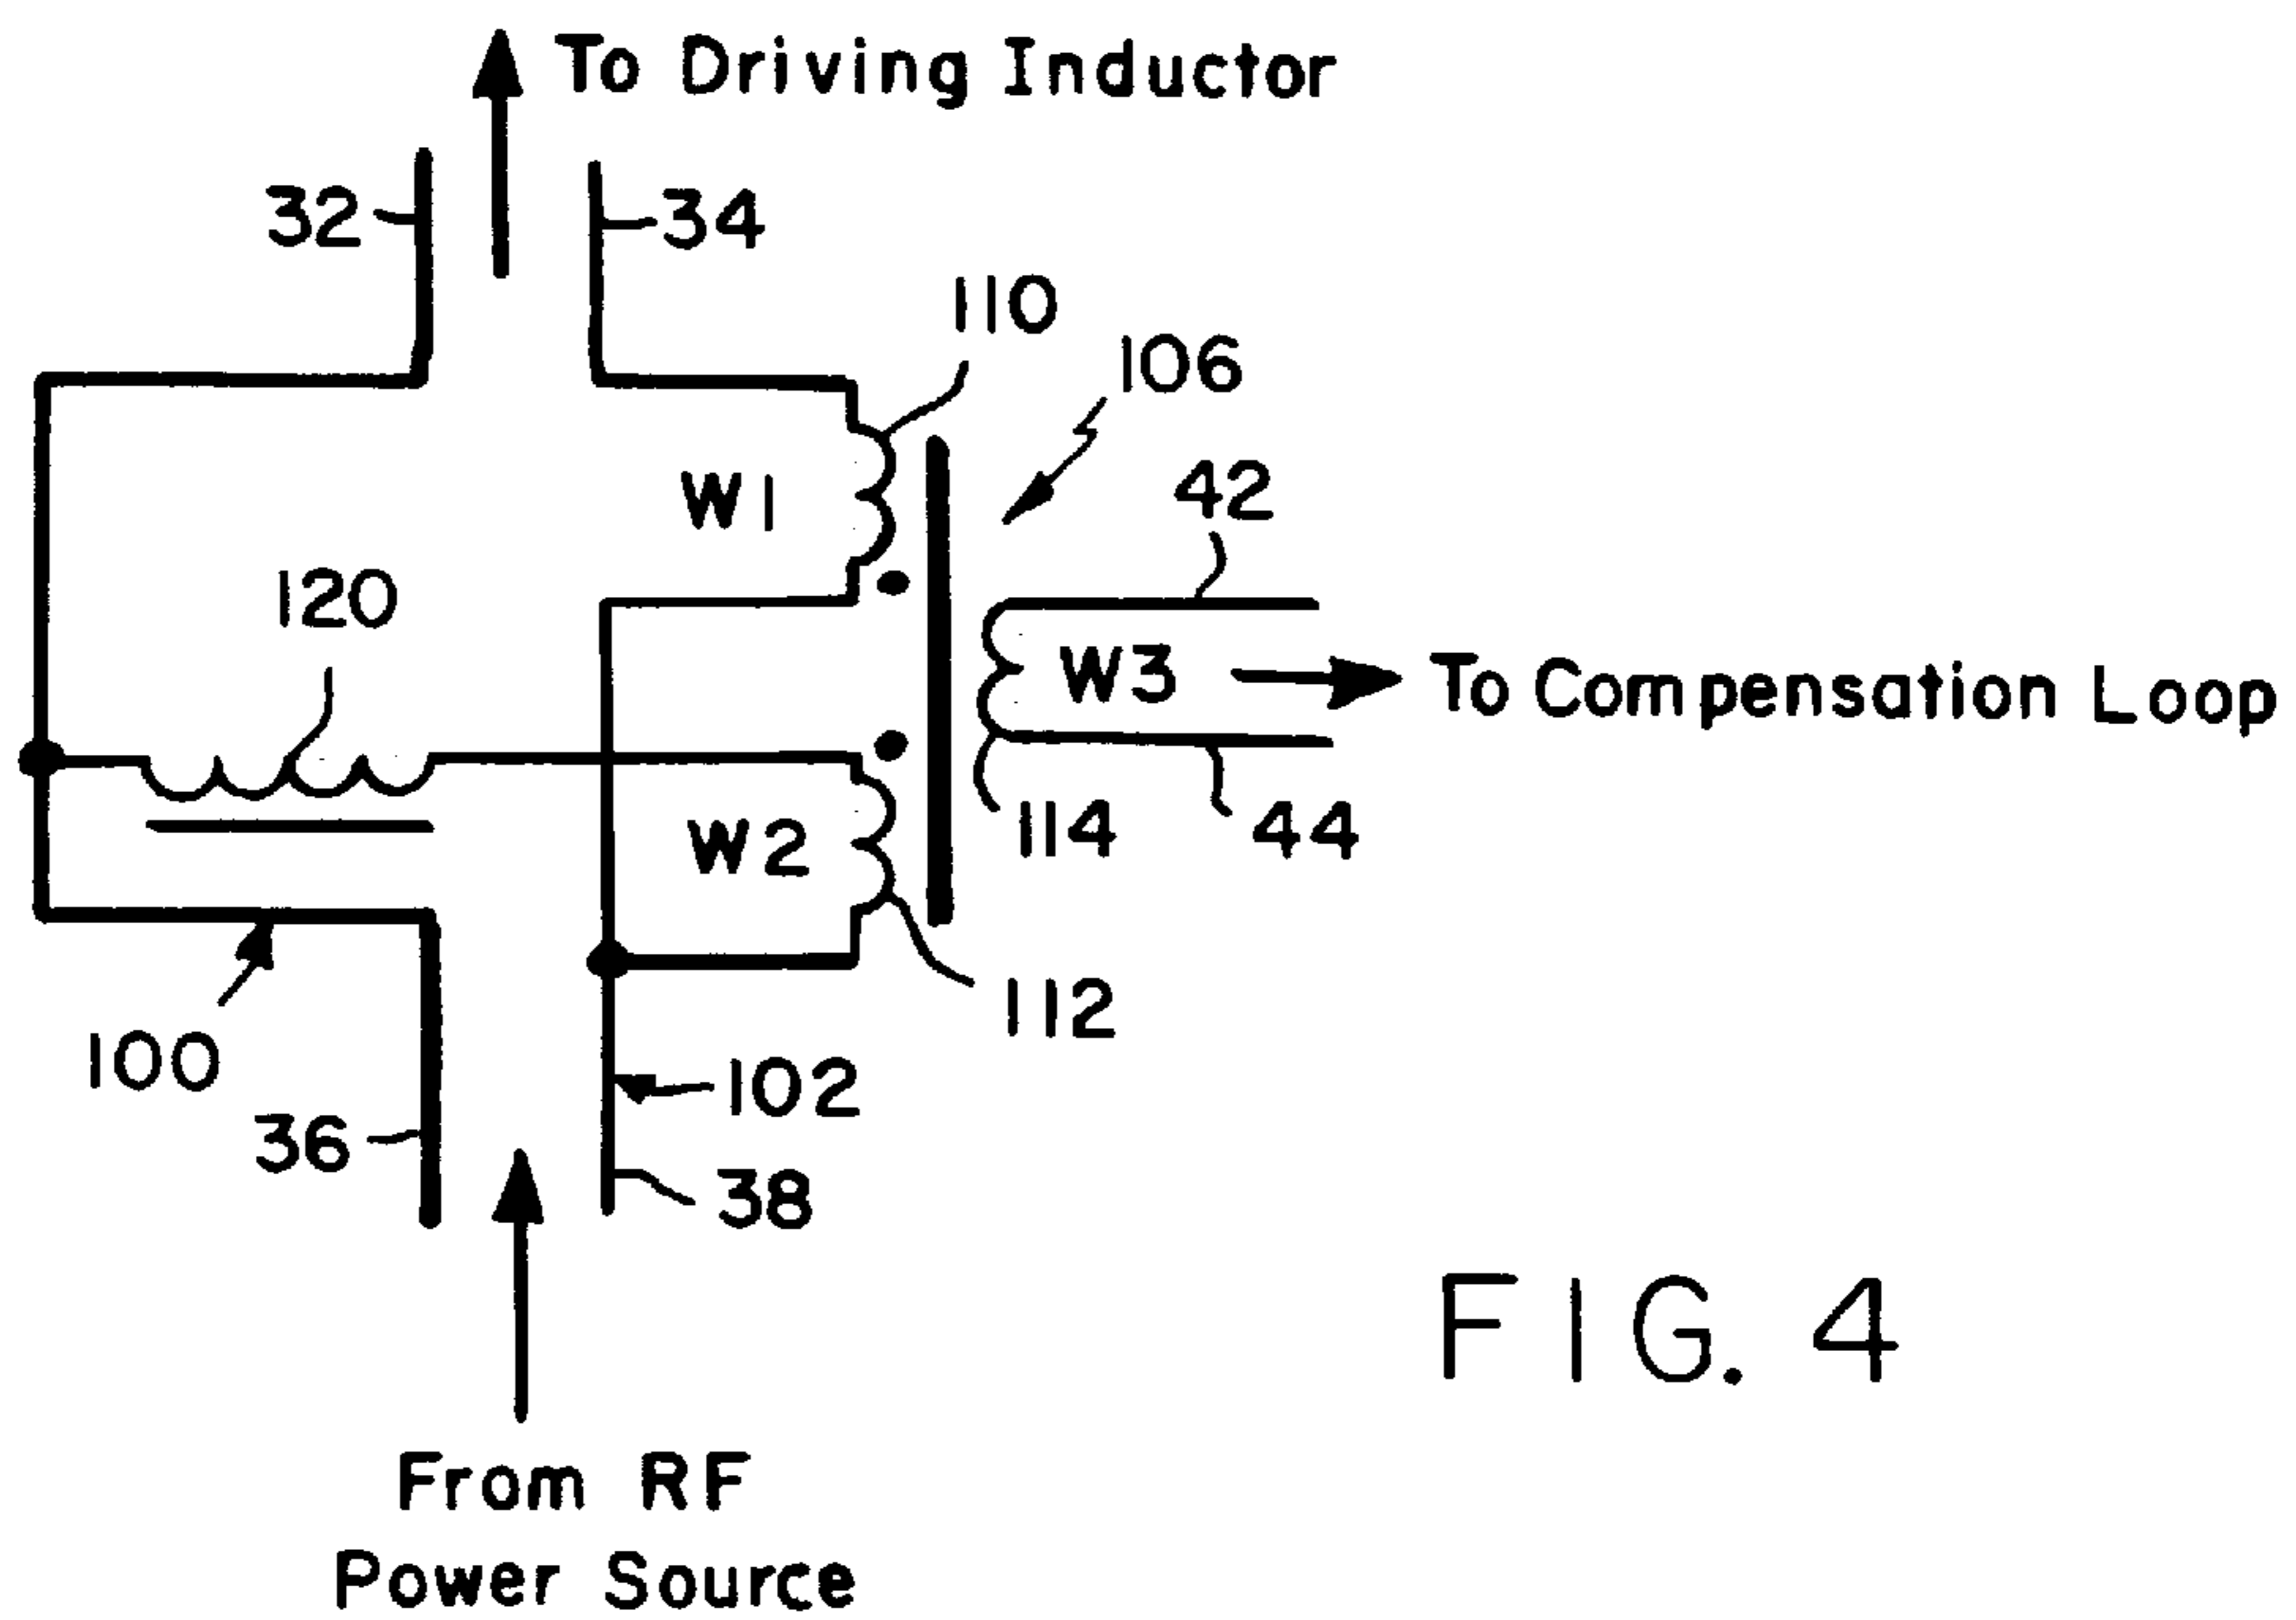 To Driving Inductor
32
34
110
106
W1
42
120
W3
To Compensation Loop
W2
114
44
112
100
102
36
38
FIG. 4
From RF
Power Source